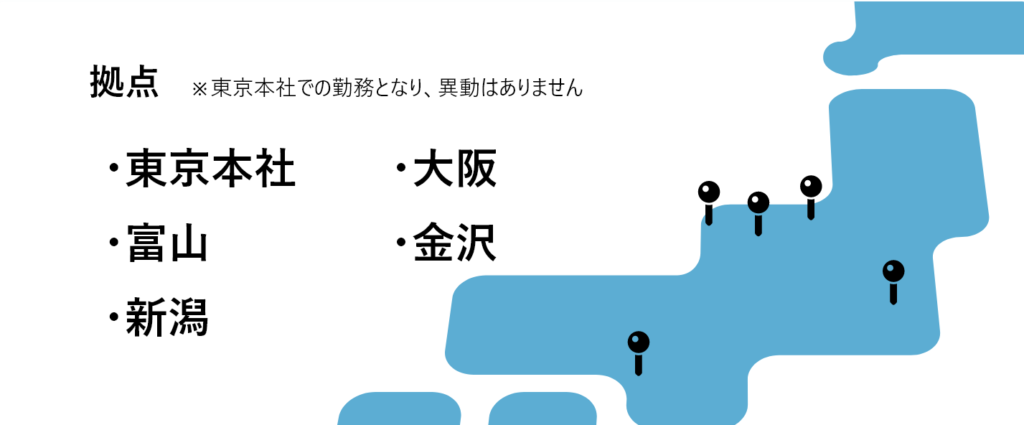 拠点 ※東京本社での勤務となり、異動はありません
・東京本社 ・大阪
・富山 ・金沢
・新潟